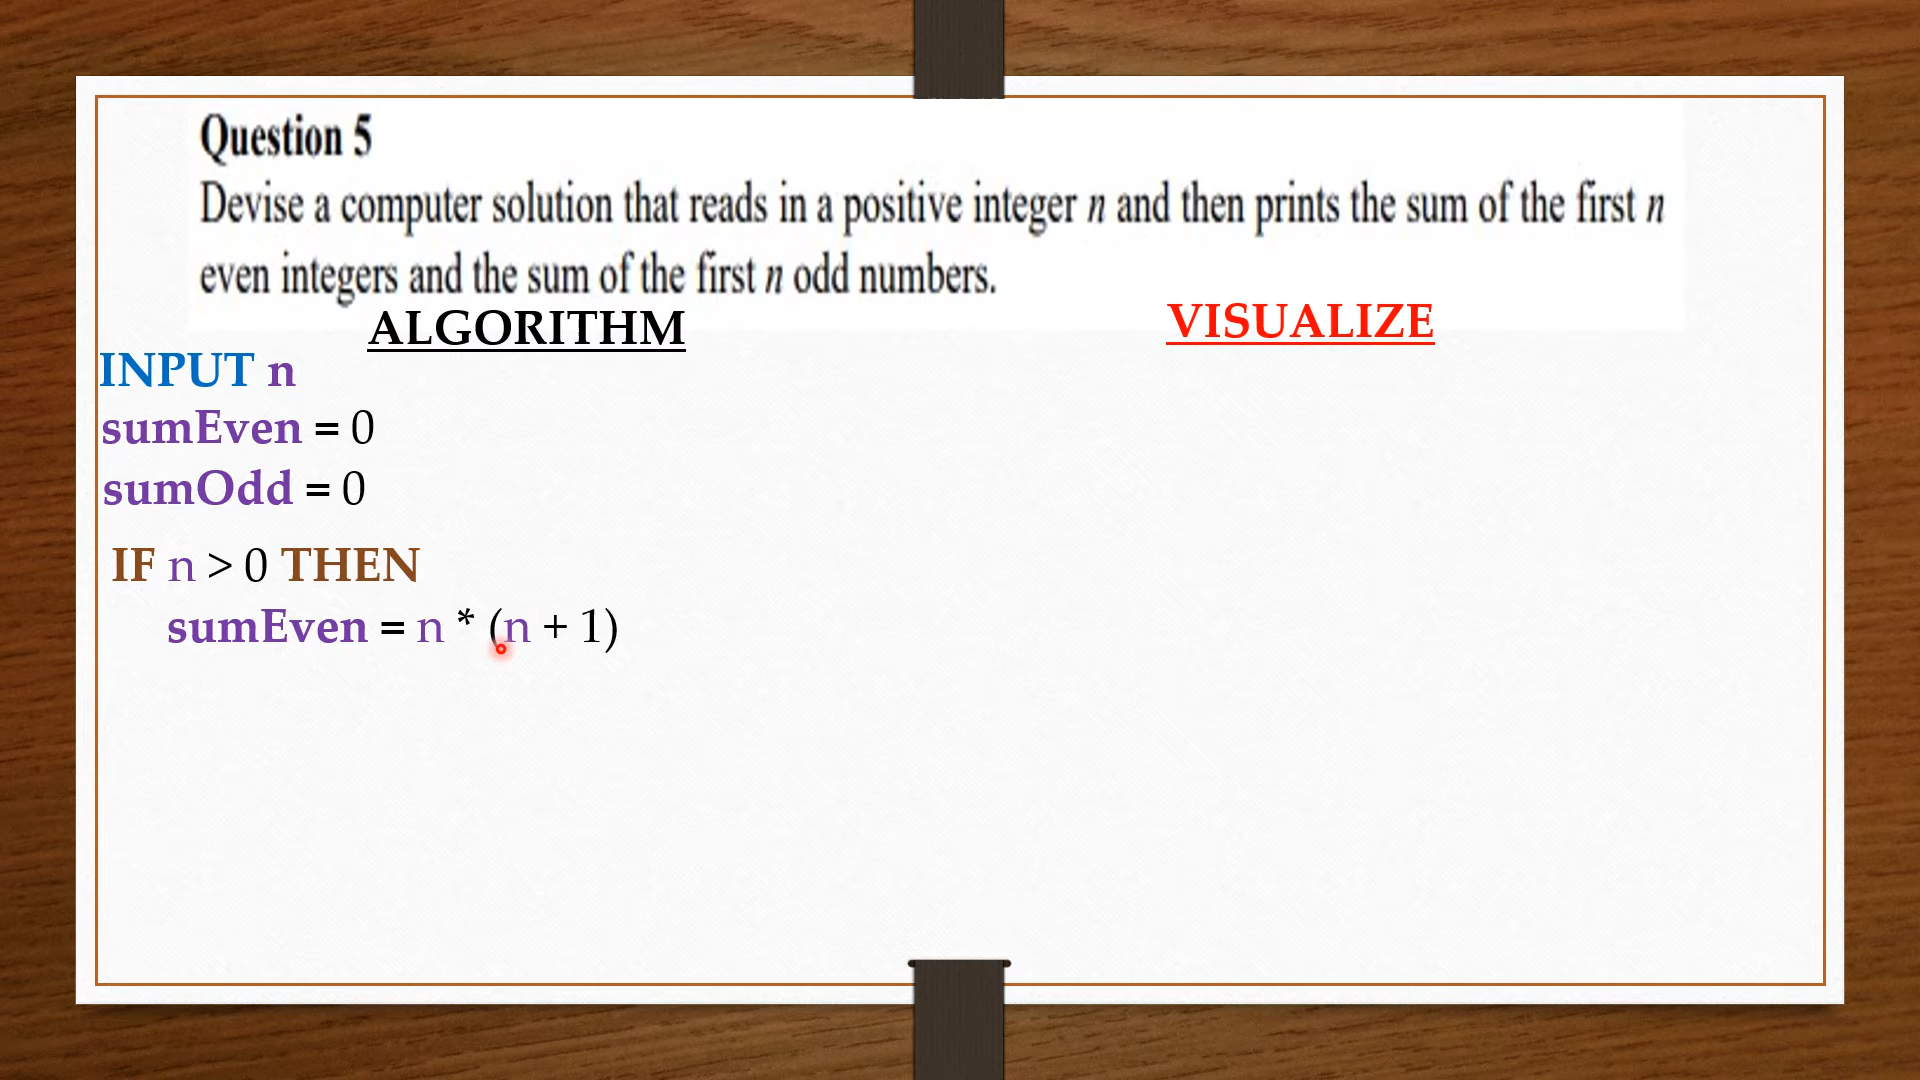 Question 5
Devise a computer solution that reads in a positive integer n and then prints the sum of the first n
even integers and the sum of the first n odd numbers.
ALGORITHM
VISUALIZE
INPUT n
sumEven = 0
sumOdd = 0
IF n > 0 THEN
sumEven = n * (n + 1)